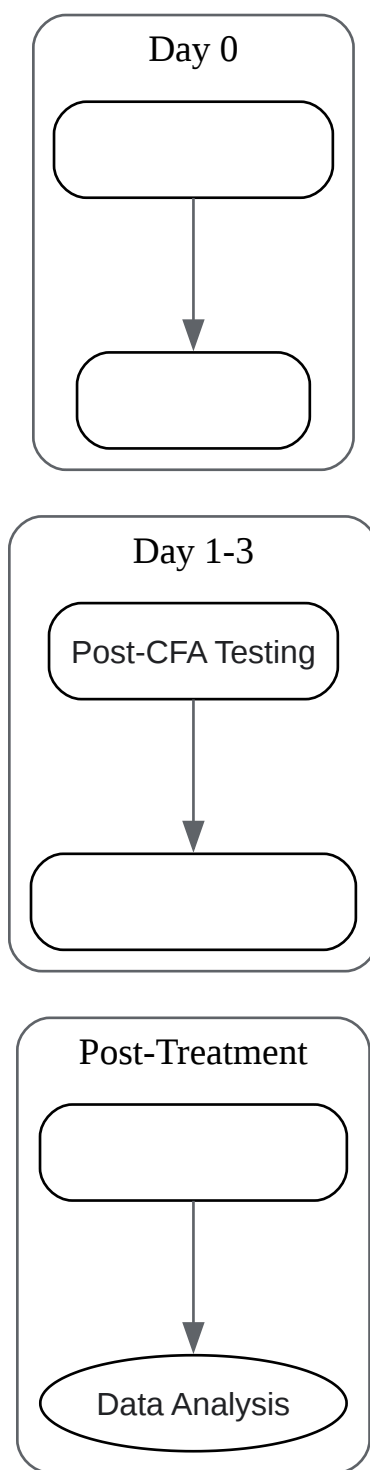 Day 0
Day 1-3
Post-CFA Testing
Post-Treatment
Data Analysis